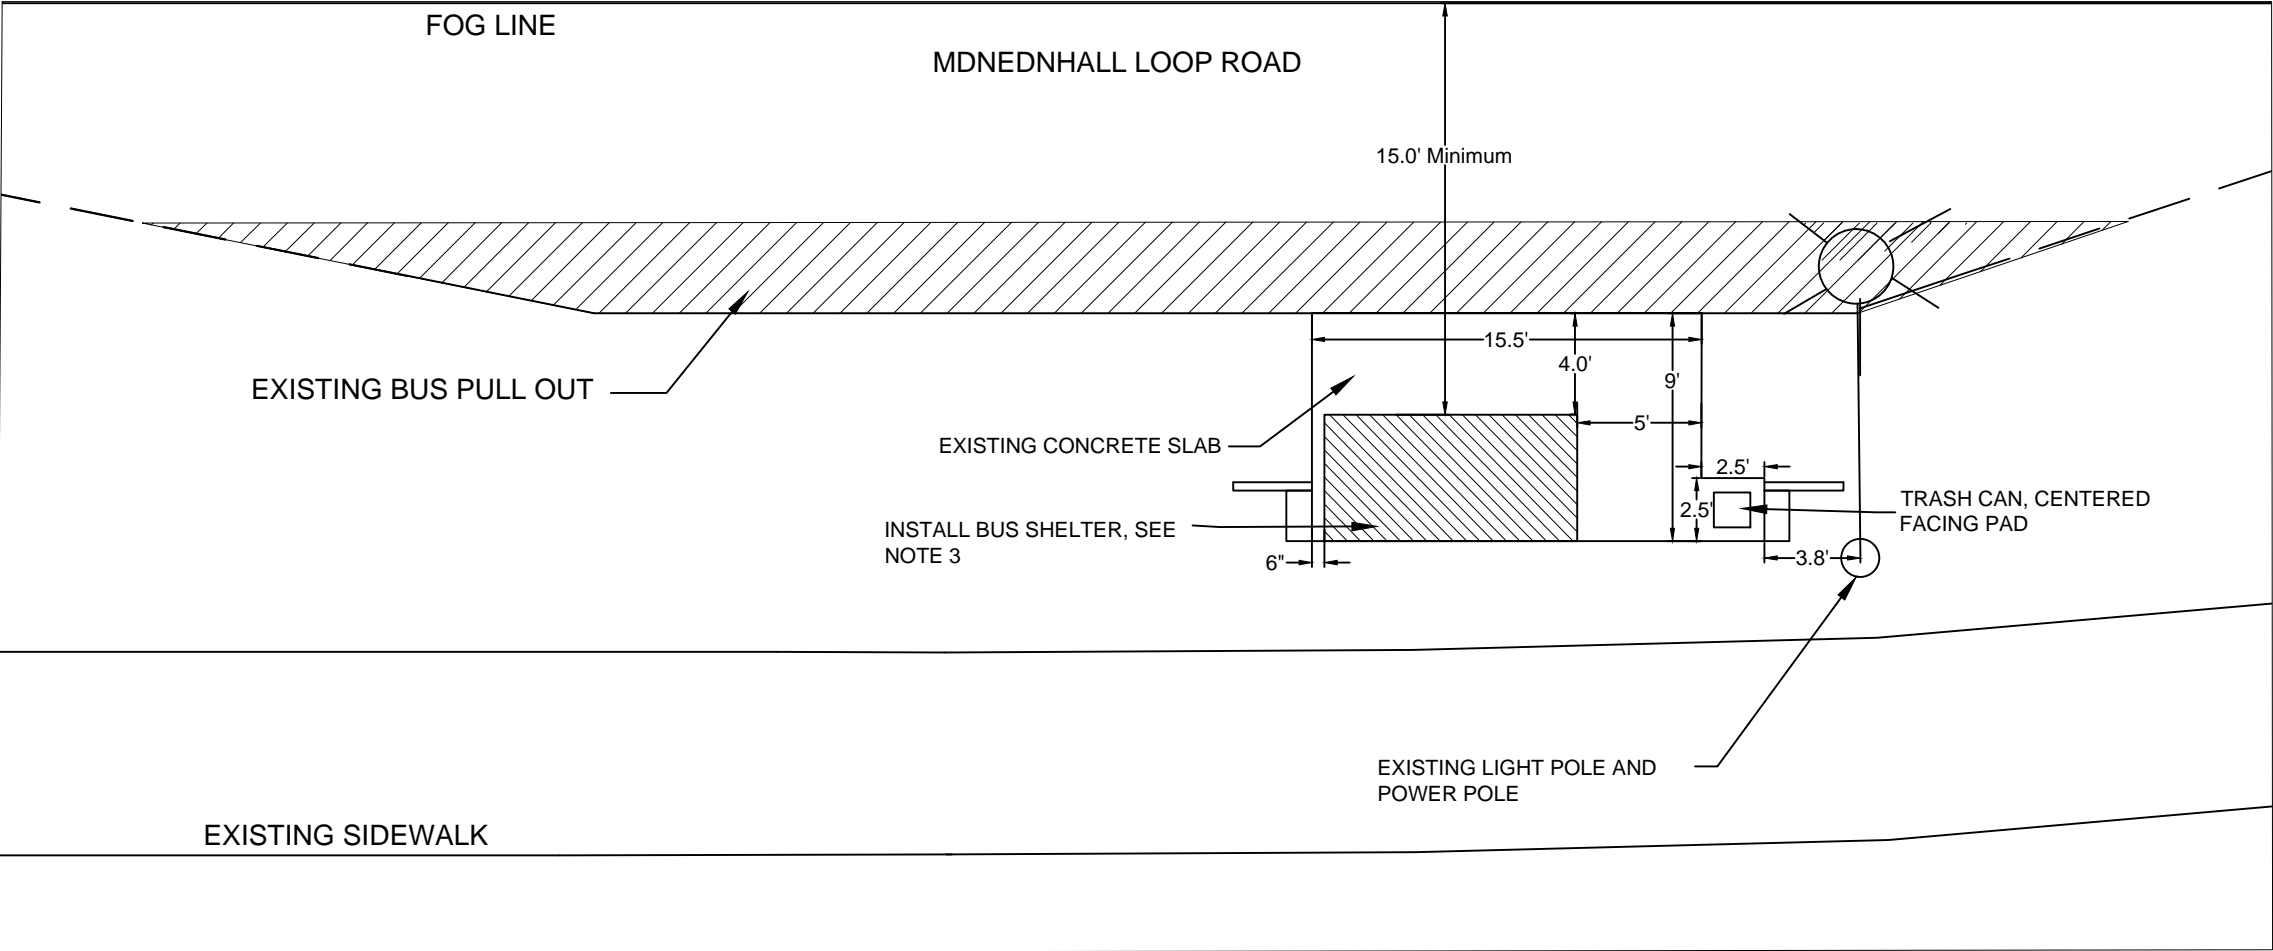 FOG LINE
MDNEDNHALL LOOP ROAD
15.0' Minimum
15.5'
4.0'
9'
EXISTING BUS PULL OUT
5'
EXISTING CONCRETE SLAB
2.5'
TRASH CAN, CENTERED
FACING PAD
2.5'
INSTALL BUS SHELTER, SEE
NOTE 3
6"
3.8'
EXISTING LIGHT POLE AND
POWER POLE
EXISTING SIDEWALK